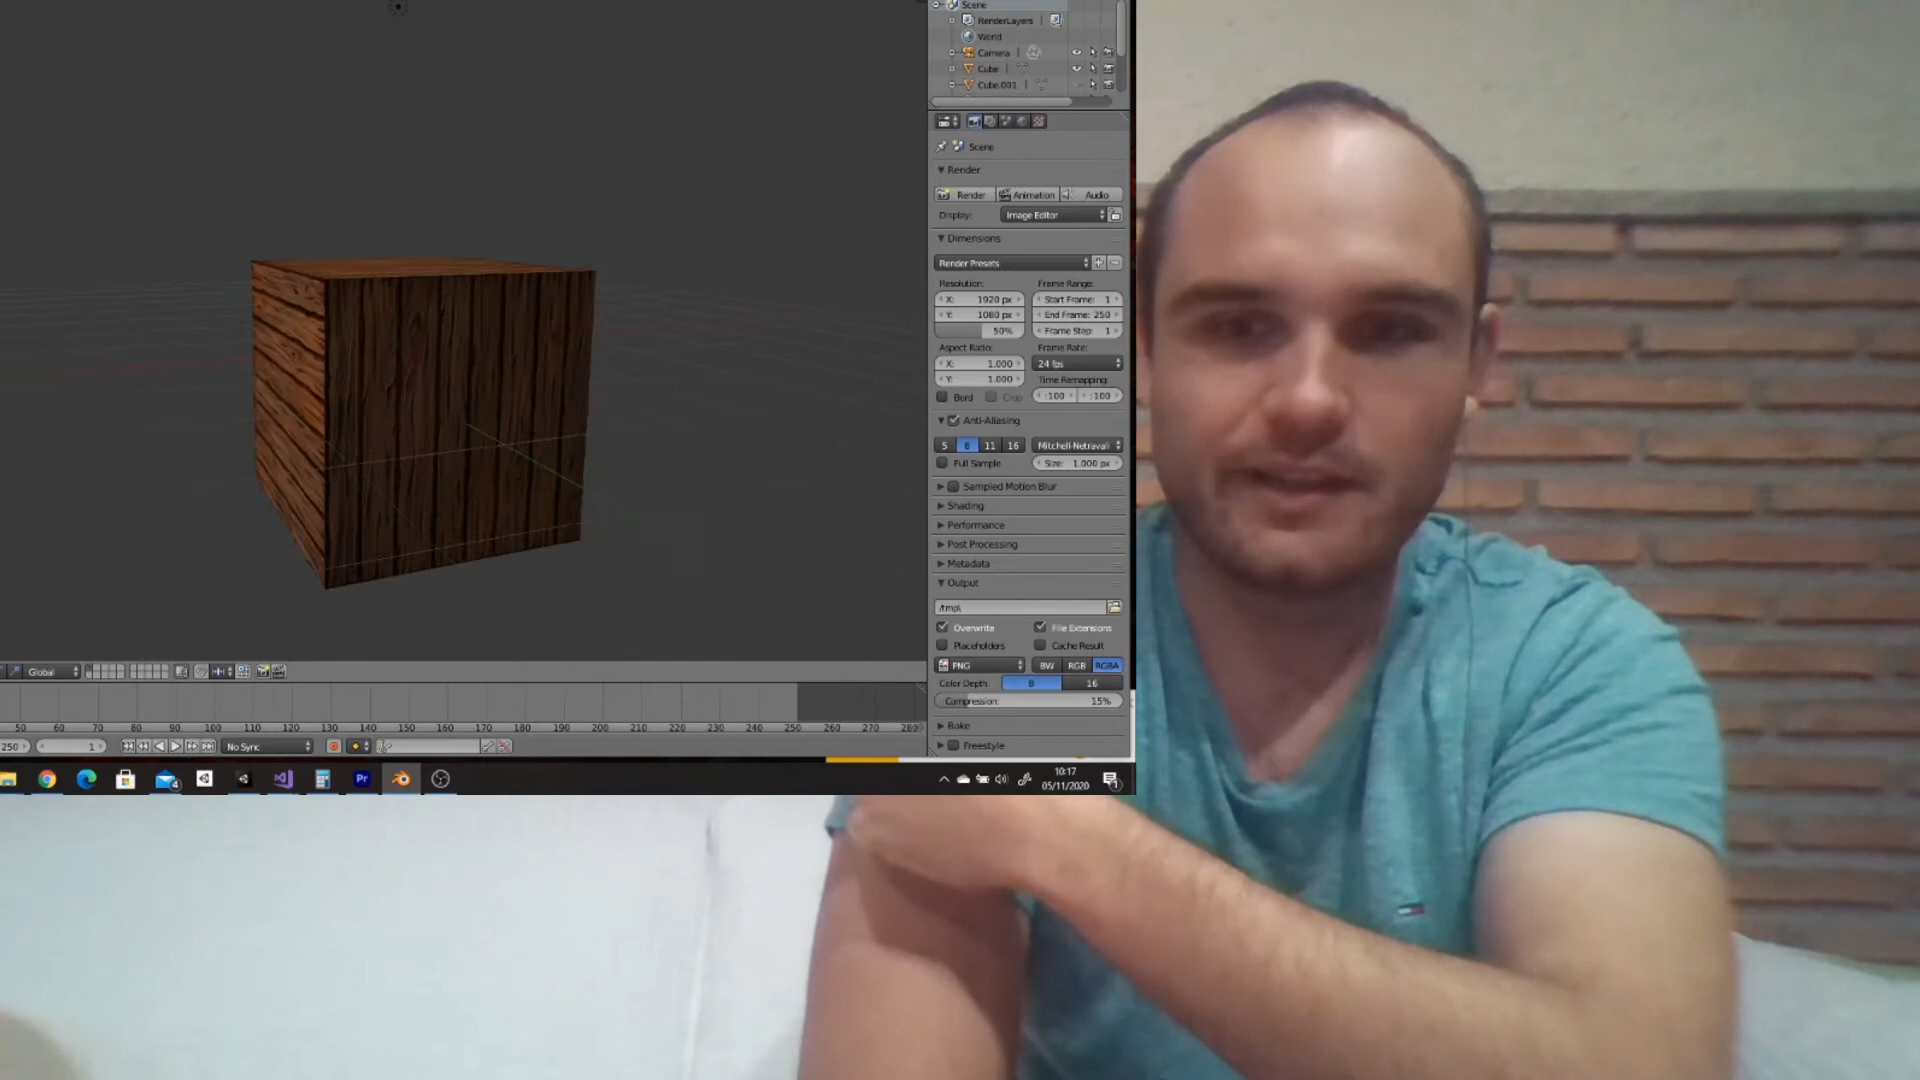 Scene
RenderLayers
World
Camera
Cube
Cube.001
Scene
Render
Render Animation Audio
Display: Image Editor
Dimensions
Render Presets
Resolution: Frame Range:
X: 1920 px Start Frame: 1
Y: 1080 px End Frame: 250
50% Frame Step: 1
Aspect Ratio: Frame Rate:
X: 1.000 24 fps
Y: 1.000 Time Remapping:
Bord Crop :100 :100
Anti-Aliasing
5 8 11 16 Mitchell-Netravali
Full Sample Size: 1.000 px
Sampled Motion Blur
Shading
Performance
Post Processing
Metadata
Output
/tmp\
Overwrite File Extensions
Placeholders Cache Result
PNG BW RGB RGBA
Color Depth: 8 16
Compression: 15%
Bake
Freestyle
Global
50 60 70 80 90 100 110 120 130 140 150 160 170 180 190 200 210 220 230 240 250 260 270 280
250 1 No Sync
Pr
4
10:17
05/11/2020
1